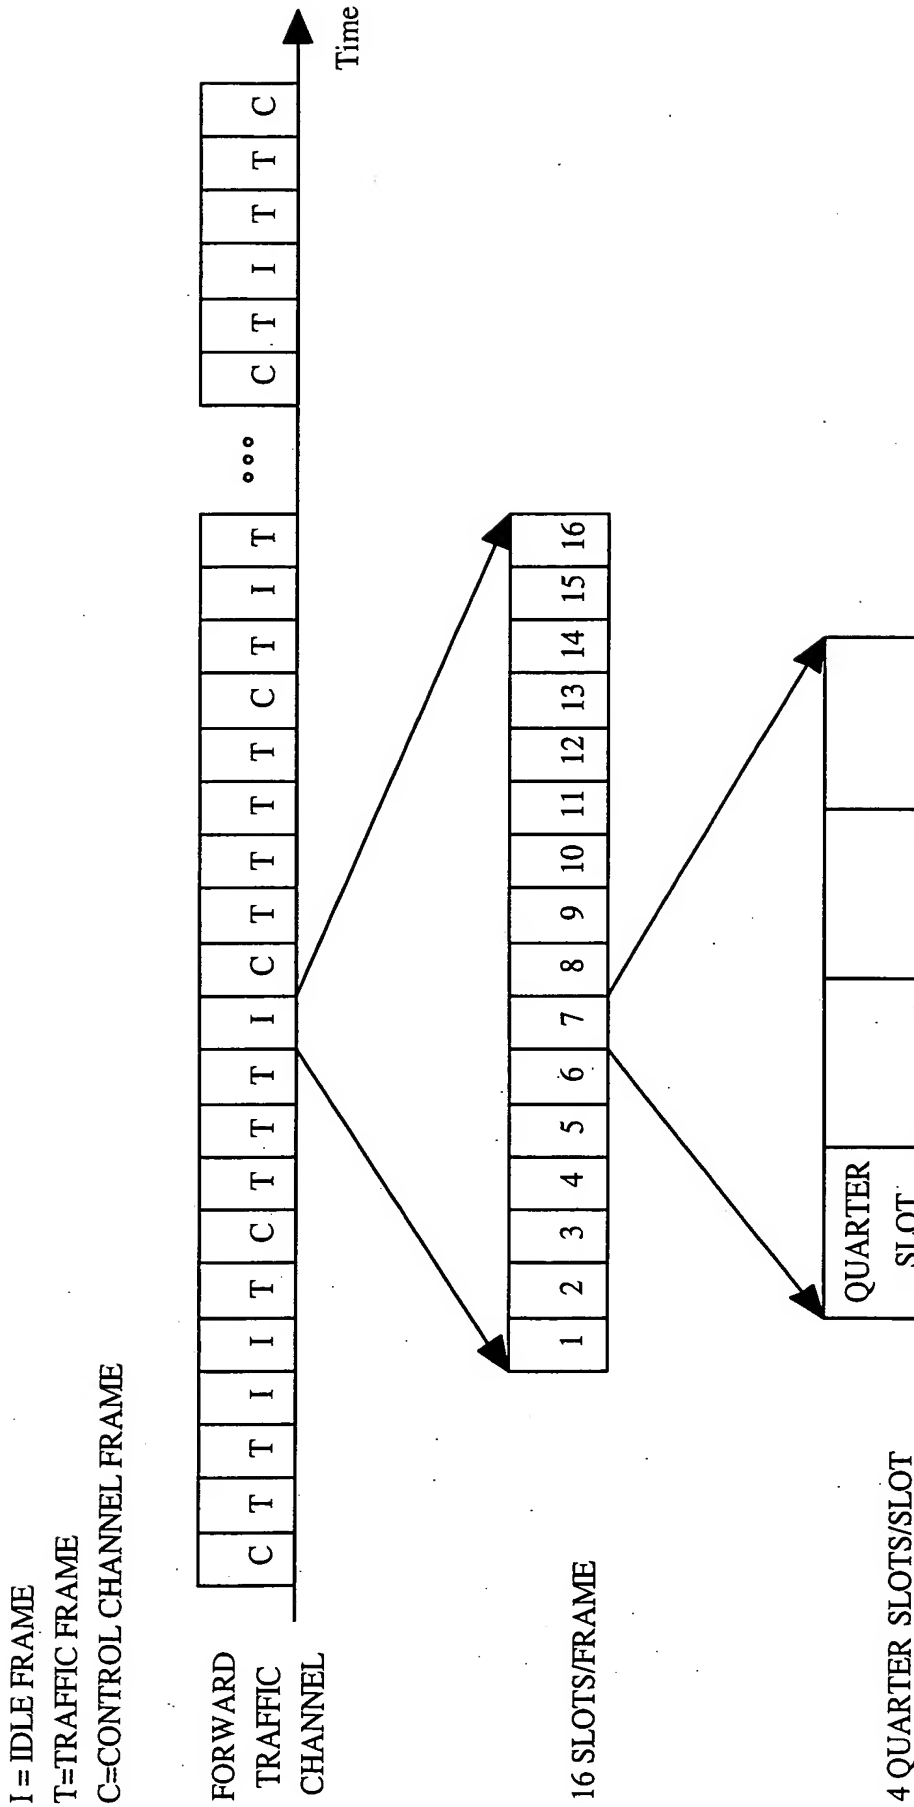 I = IDLE FRAME
T=TRAFFIC FRAME
C=CONTROL CHANNEL FRAME
FORWARD
TRAFFIC
CHANNEL
C T T I I T C T T T I C T T T T C T I T ... C T I T T C
Time
16 SLOTS/FRAME
1 2 3 4 5 6 7 8 9 10 11 12 13 14 15 16
QUARTER
SLOT
4 QUARTER SLOTS/SLOT